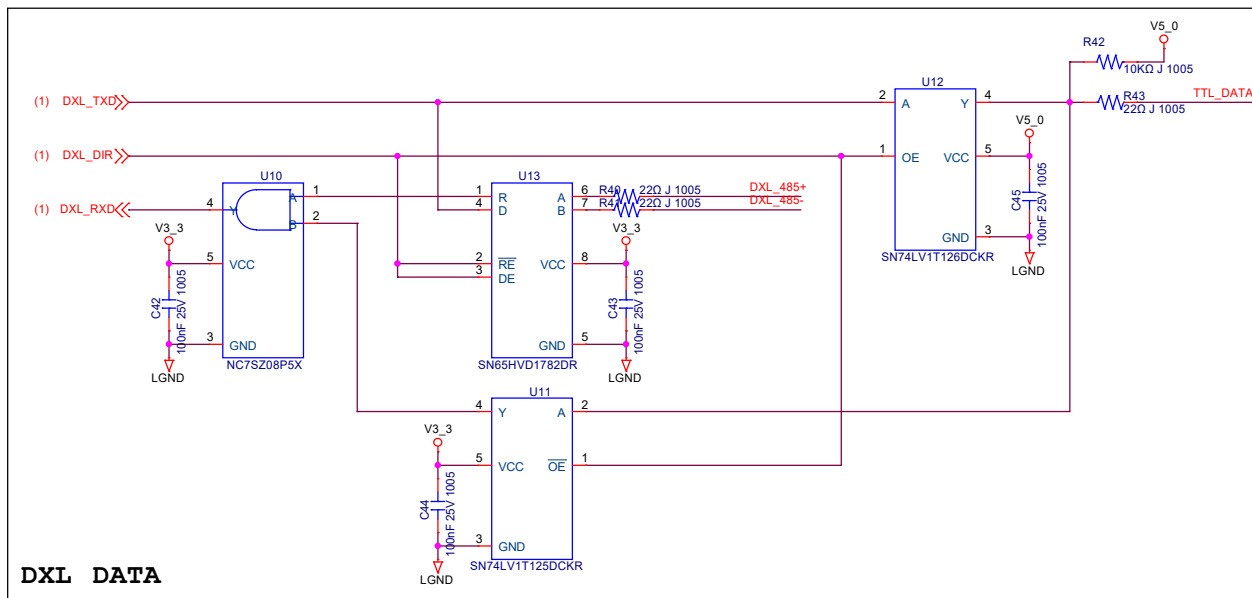 V5_0
R42
10KΩ J 1005
U12
(1) DXL_TXD
2 A Y 4
R43
TTL_DATA
22Ω J 1005
V5_0
(1) DXL_DIR
1 OE VCC 5
U10
U13
C45
100nF 25V 1005
(1) DXL_RXD
4 Y A 1
B 2
1 R A 6
R40 22Ω J 1005
DXL_485+
4 D B 7
R41 22Ω J 1005
DXL_485-
V3_3
V3_3
GND 3
SN74LV1T126DCKR
LGND
5 VCC
2 RE VCC 8
3 DE
C42
100nF 25V 1005
C43
100nF 25V 1005
3 GND
GND 5
NC7SZ08P5X
SN65HVD1782DR
LGND
LGND
U11
4 Y A 2
V3_3
5 VCC OE 1
C44
100nF 25V 1005
3 GND
SN74LV1T125DCKR
LGND
DXL DATA